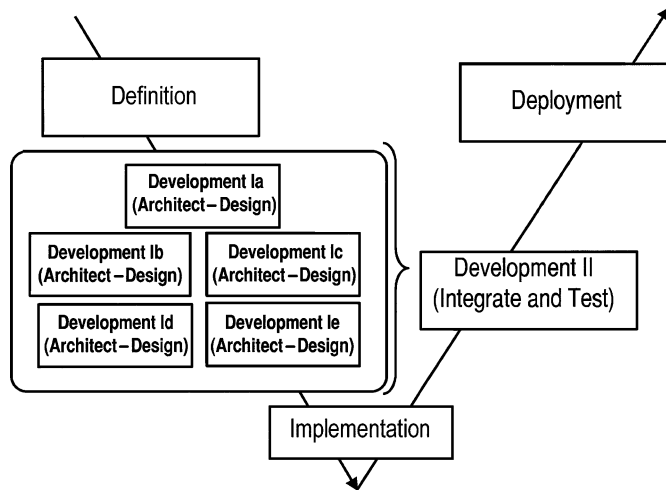 Definition
Deployment
Development Ia
(Architect–Design)
Development Ib
(Architect–Design)
Development Ic
(Architect–Design)
Development Id
(Architect–Design)
Development Ie
(Architect–Design)
Development II
(Integrate and Test)
Implementation